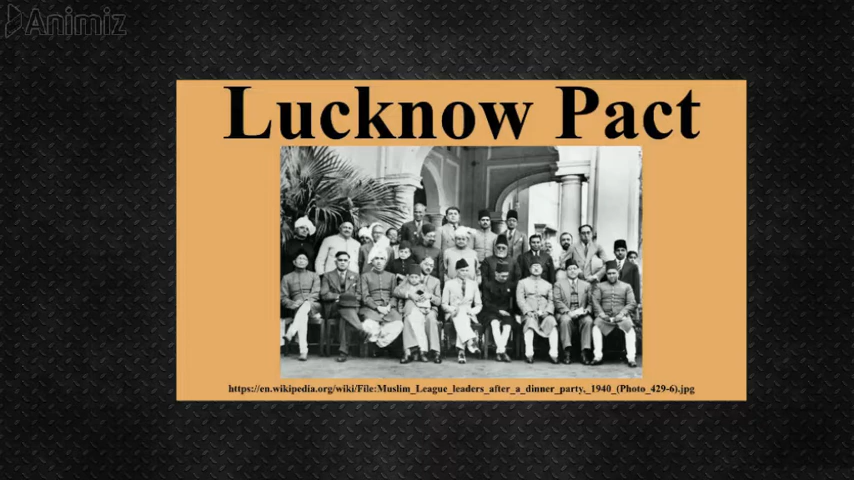 Animiz
Lucknow Pact
https://en.wikipedia.org/wiki/File:Muslim_League_leaders_after_a_dinner_party,_1940_(Photo_429-6).jpg